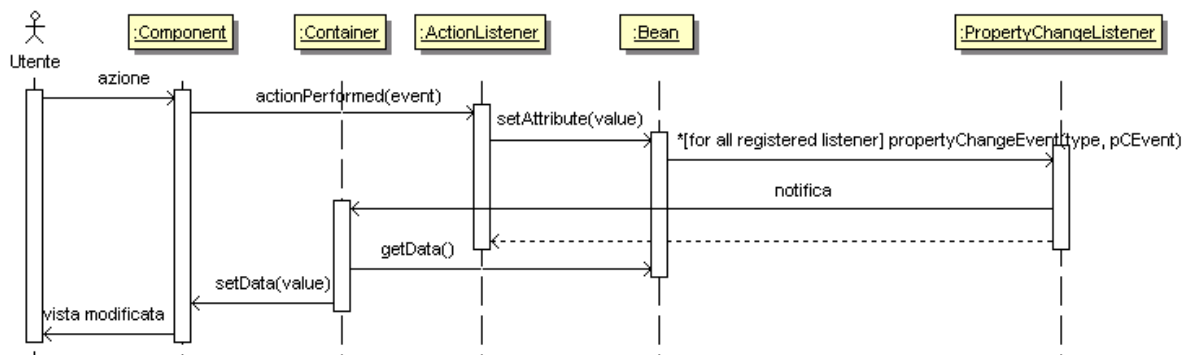 :Component
:Container
:ActionListener
:Bean
:PropertyChangeListener
Utente
azione
actionPerformed(event)
setAttribute(value)
*[for all registered listener] propertyChangeEvent(type, pCEvent)
notifica
getData()
setData(value)
vista modificata